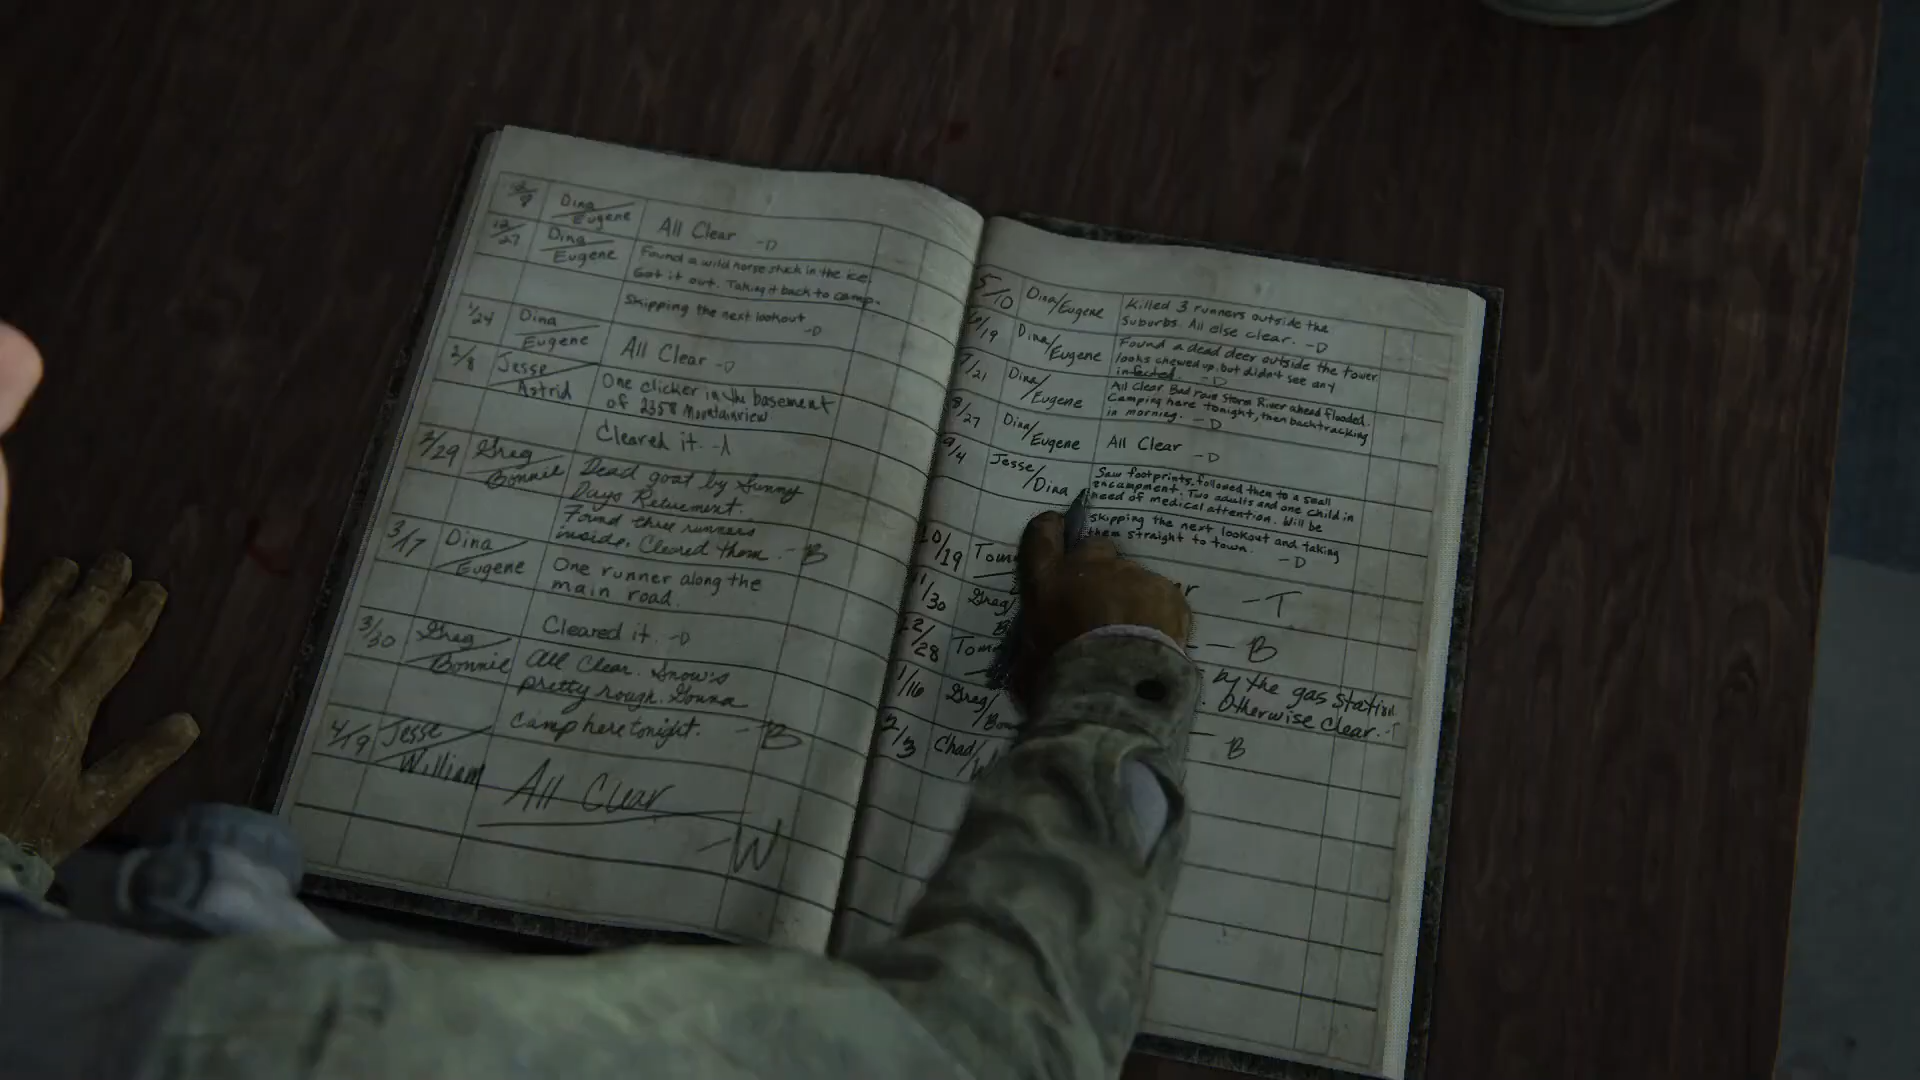 9 Dina/
Eugene All Clear -D
12/27 Dina/
Eugene Found a wild horse stuck in the ice.
Got it out. Taking it back to camp.
Skipping the next lookout
-D
1/24 Dina/
Eugene All Clear -D
2/8 Jesse/
Astrid One clicker in the basement
of 2358 Mountainview
Cleared it. -A
2/29 Greg/
Bonnie Dead goat by Sunny
Days Retirement.
Found three runners
inside. Cleared them. -B
3/17 Dina/
Eugene One runner along the
main road.
Cleared it. -D
3/30 Greg/
Bonnie All Clear. Snow's
pretty rough. Gonna
camp here tonight. -B
4/19 Jesse/
William All Clear
-W
5/10 Dina/Eugene Killed 3 runners outside the
suburbs. All else clear. -D
6/19 Dina/Eugene Found a dead deer outside the tower
looks chewed up, but didn't see any
infected -D
7/21 Dina/Eugene All Clear Bad rain Storm River ahead flooded.
Camping here tonight, then backtracking
in morning. -D
8/27 Dina/Eugene All Clear -D
9/4 Jesse/Dina Saw footprints, followed them to a small
encampment. Two adults and one child in
need of medical attention. Will be
skipping the next lookout and taking
them straight to town. -D
10/19 -T
11/30 Greg/ -B
12/28 by the gas station
Otherwise clear.
1/16 Greg/ -B
2/3 Chad/